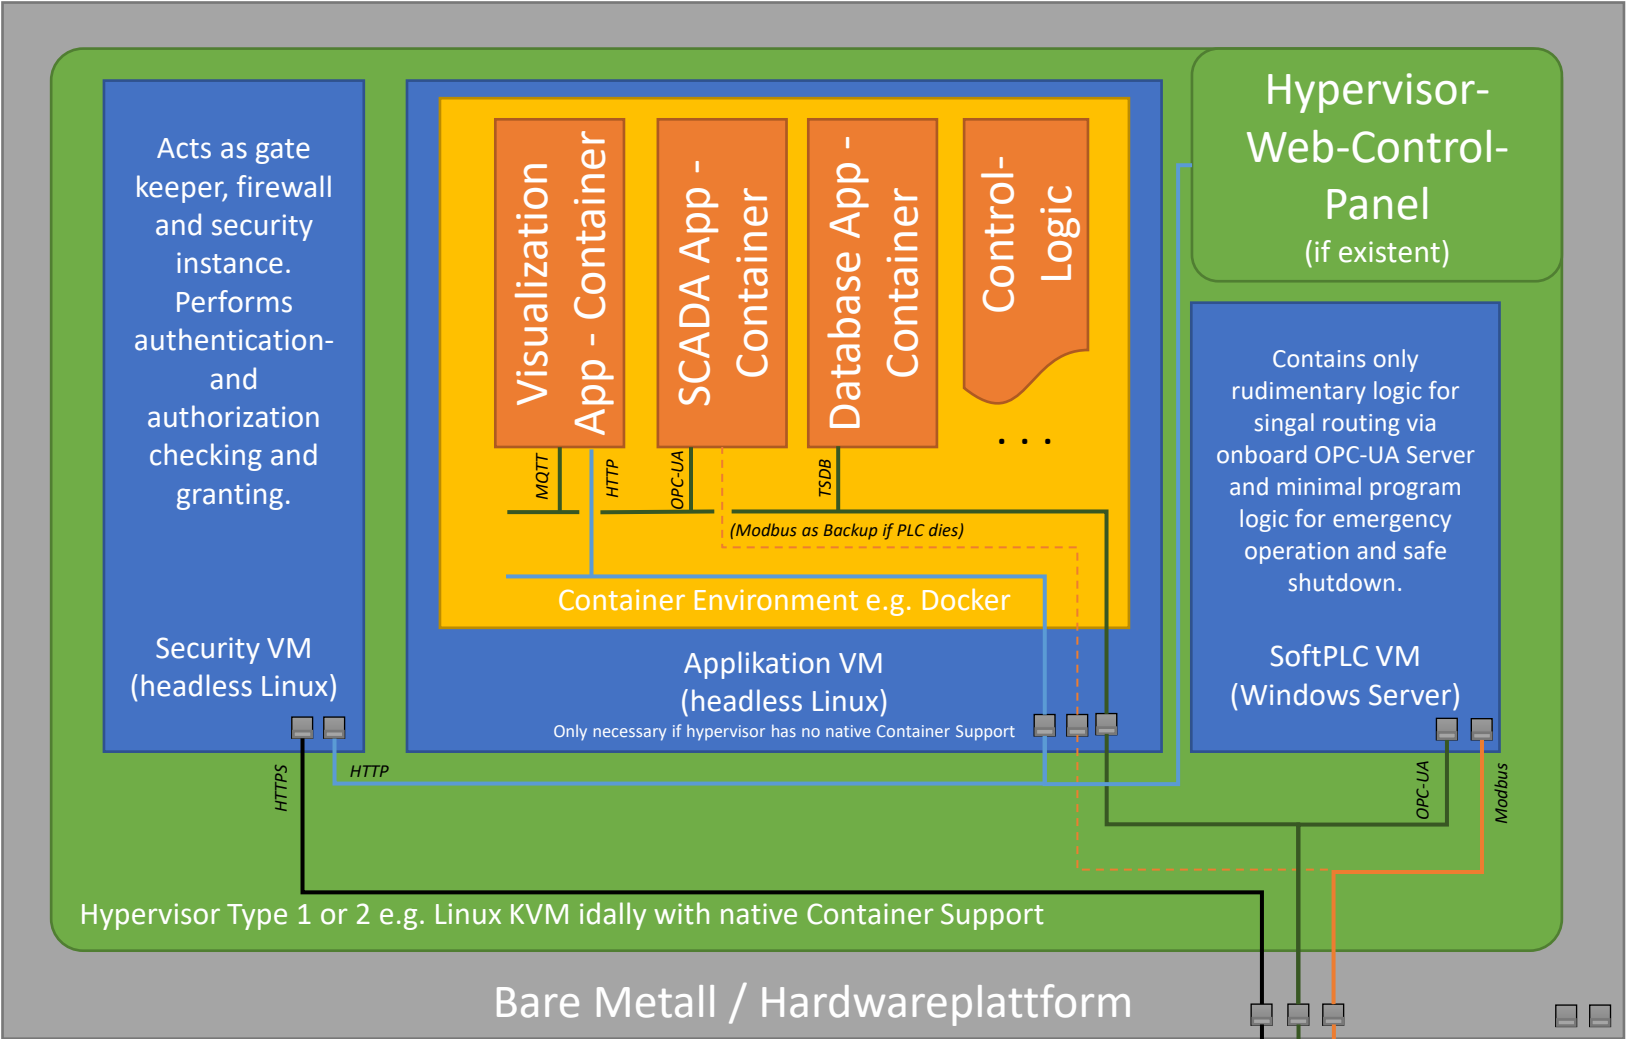 Acts as gate
keeper, firewall
and security
instance.
Performs
authentication-
and
authorization
checking and
granting.
Security VM
(headless Linux)
Visualization
App - Container
SCADA App -
Container
Database App -
Container
Control-
Logic
. . .
MQTT
HTTP
OPC-UA
TSDB
(Modbus as Backup if PLC dies)
Container Environment e.g. Docker
Applikation VM
(headless Linux)
Only necessary if hypervisor has no native Container Support
Hypervisor-
Web-Control-
Panel
(if existent)
Contains only
rudimentary logic for
singal routing via
onboard OPC-UA Server
and minimal program
logic for emergency
operation and safe
shutdown.
SoftPLC VM
(Windows Server)
HTTPS
HTTP
OPC-UA
Modbus
Hypervisor Type 1 or 2 e.g. Linux KVM idally with native Container Support
Bare Metall / Hardwareplattform